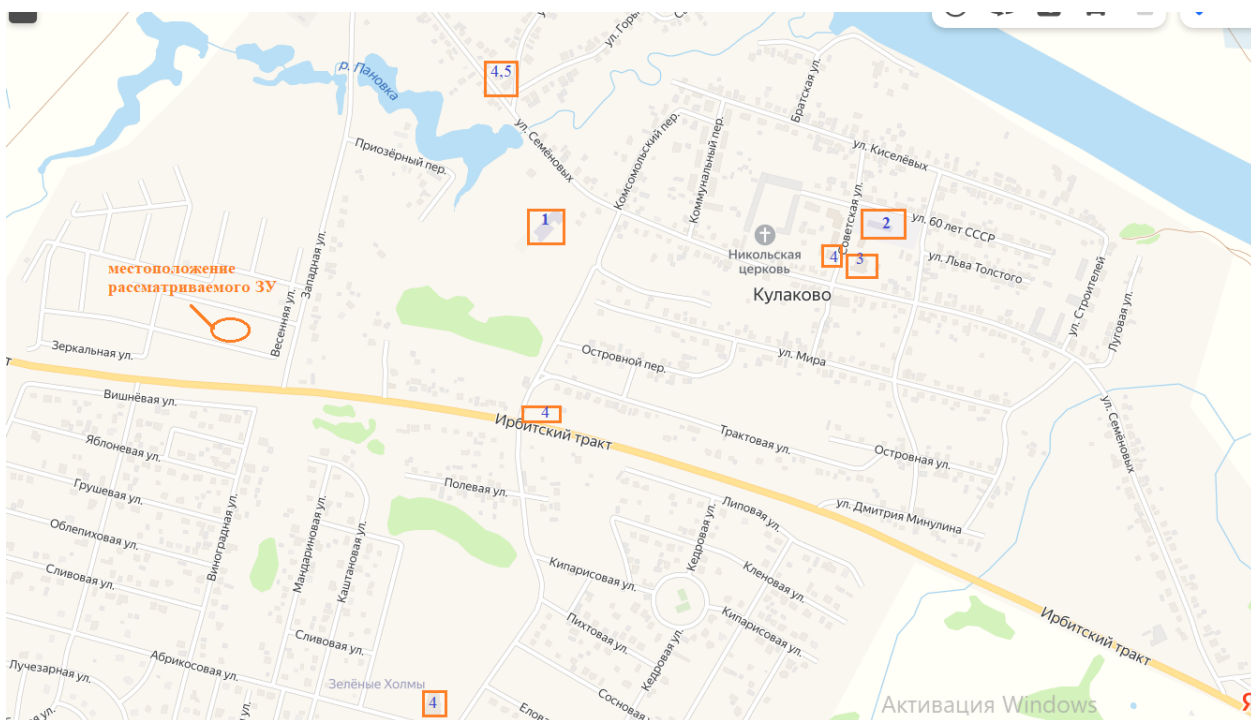 ул. Горь
р. Пановка
4,5
Братская ул.
ул. Семёновых
Комсомольский пер.
Коммунальный пер.
ул. Киселёвых
Приозёрный пер.
1
Советская ул.
2
ул. 60 лет СССР
Никольская
церковь
4
3
ул. Льва Толстого
местоположение
рассматриваемого ЗУ
Западная ул.
Весенняя ул.
Кулаково
ул. Строителей
Луговая ул.
Зеркальная ул.
Островной пер.
ул. Мира
Вишнёвая ул.
4
Ирбитский тракт
Трактовая ул.
Островная ул.
ул. Семёновых
Яблоневая ул.
Грушевая ул.
Полевая ул.
Липовая ул.
ул. Дмитрия Минулина
Облепиховая ул.
Виноградная ул.
Мандариновая ул.
Каштановая ул.
Кедровая ул.
Сливовая ул.
Кипарисовая ул.
Кленовая ул.
Кипарисовая ул.
Ирбитский тракт
Пихтовая ул.
Кедровая ул.
Сливовая ул.
Лучезарная ул.
Абрикосовая ул.
Зелёные Холмы
4
Сосновая ул.
Еловая
Активация Windows
Я